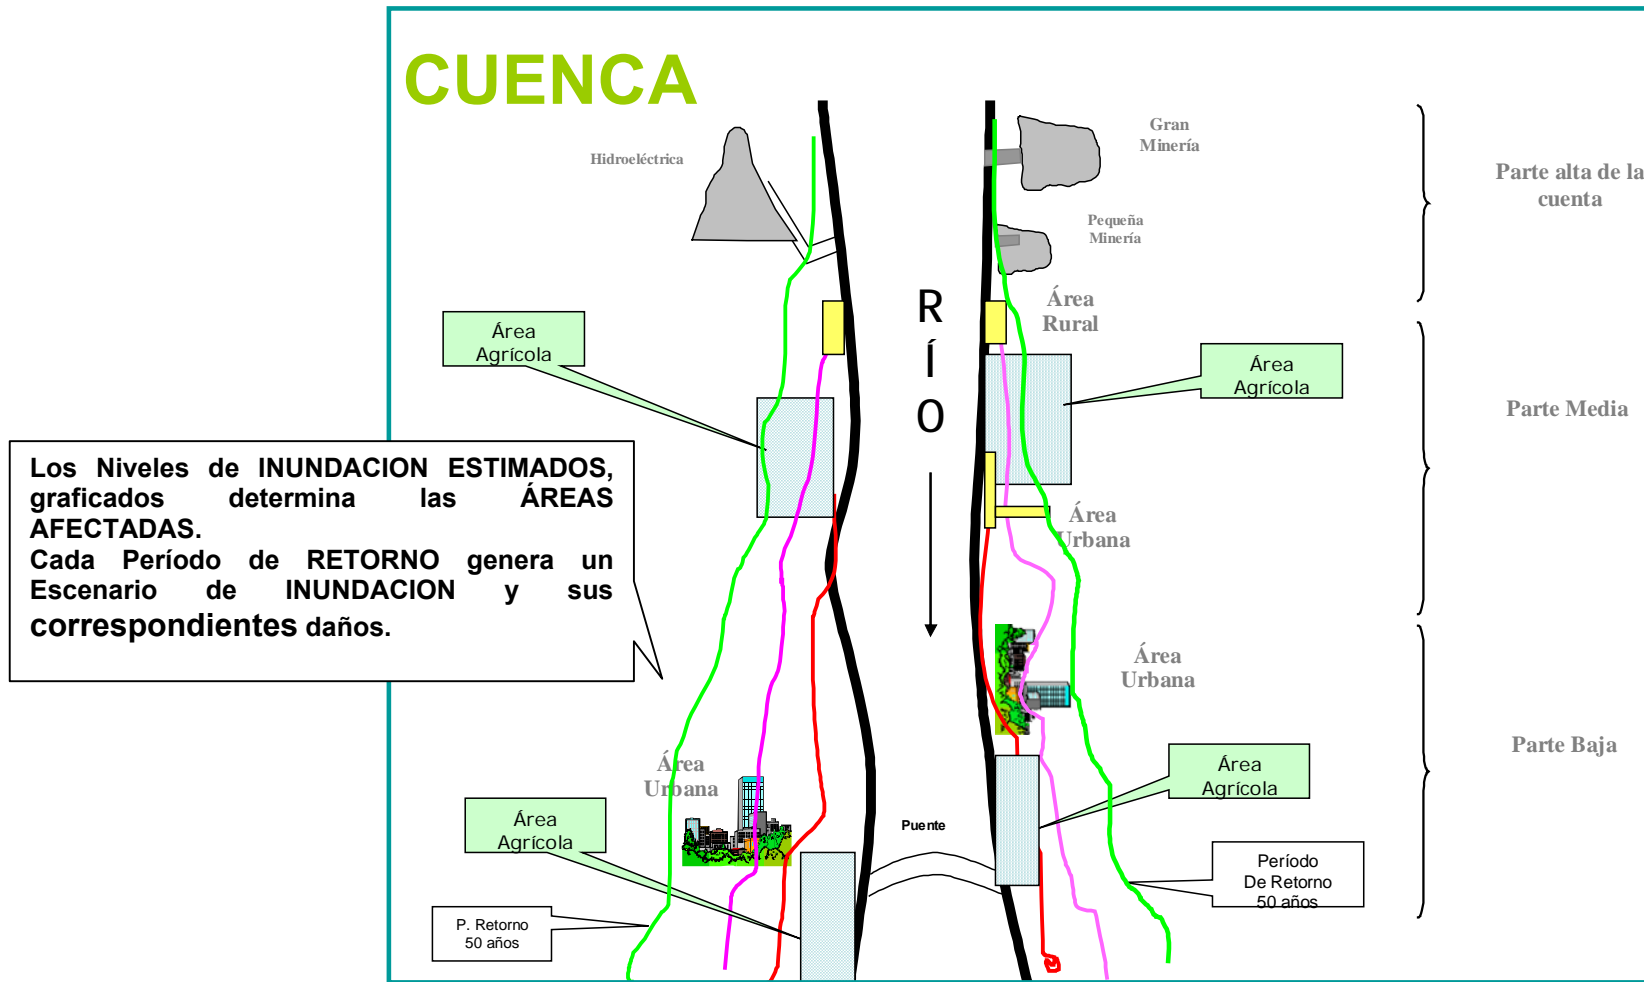 CUENCA
Hidroeléctrica
Gran
Minería
Parte alta de la
cuenta
Pequeña
Minería
R
Í
O
Área
Rural
Área
Agrícola
Área
Agrícola
Parte Media
Los Niveles de INUNDACION ESTIMADOS,
graficados determina las ÁREAS
AFECTADAS.
Cada Período de RETORNO genera un
Escenario de INUNDACION y sus
correspondientes daños.
Área
Urbana
Área
Urbana
Parte Baja
Área
Urbana
Área
Agrícola
Área
Agrícola
Puente
Período
De Retorno
50 años
P. Retorno
50 años